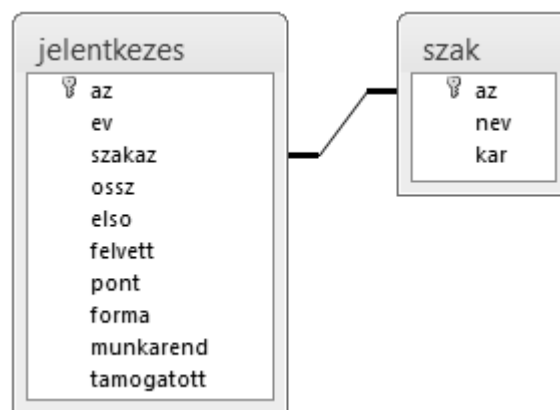 jelentkezes
az
ev
szakaz
ossz
elso
felvett
pont
forma
munkarend
tamogatott
szak
az
nev
kar